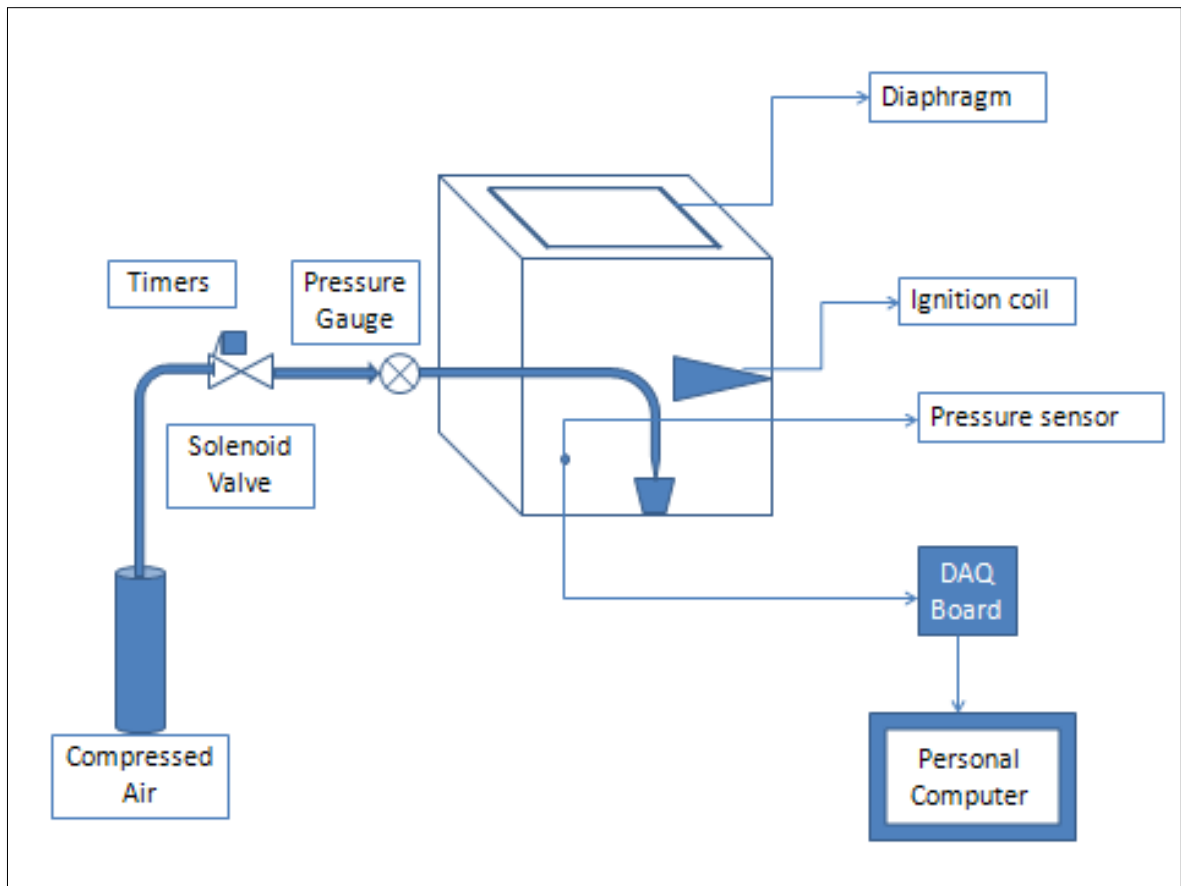 Diaphragm
Timers
Pressure
Gauge
Ignition coil
Pressure sensor
Solenoid
Valve
DAQ
Board
Compressed
Air
Personal
Computer